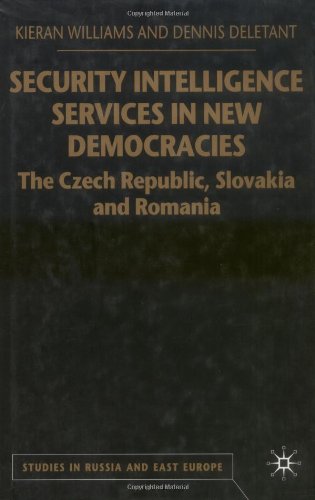 KIERAN WILLIAMS AND DENNIS DELETANT
SECURITY INTELLIGENCE
SERVICES IN NEW
DEMOCRACIES
The Czech Republic, Slovakia
and Romania
STUDIES IN RUSSIA AND EAST EUROPE